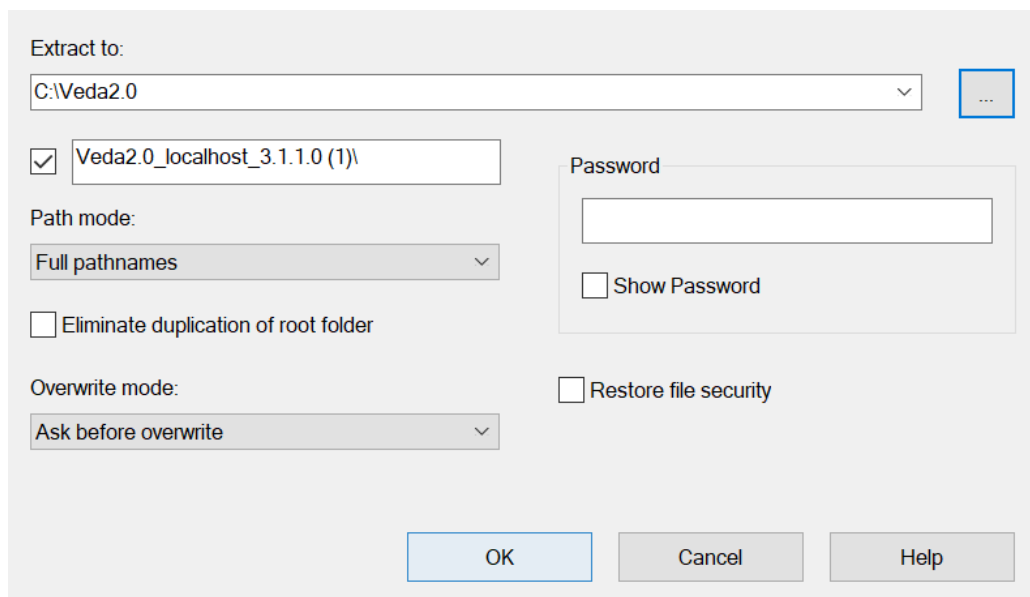 Extract to:
C:\Veda2.0
...
Veda2.0_localhost_3.1.1.0 (1)\
Password
Path mode:
Full pathnames
Show Password
Eliminate duplication of root folder
Overwrite mode:
Restore file security
Ask before overwrite
OK
Cancel
Help